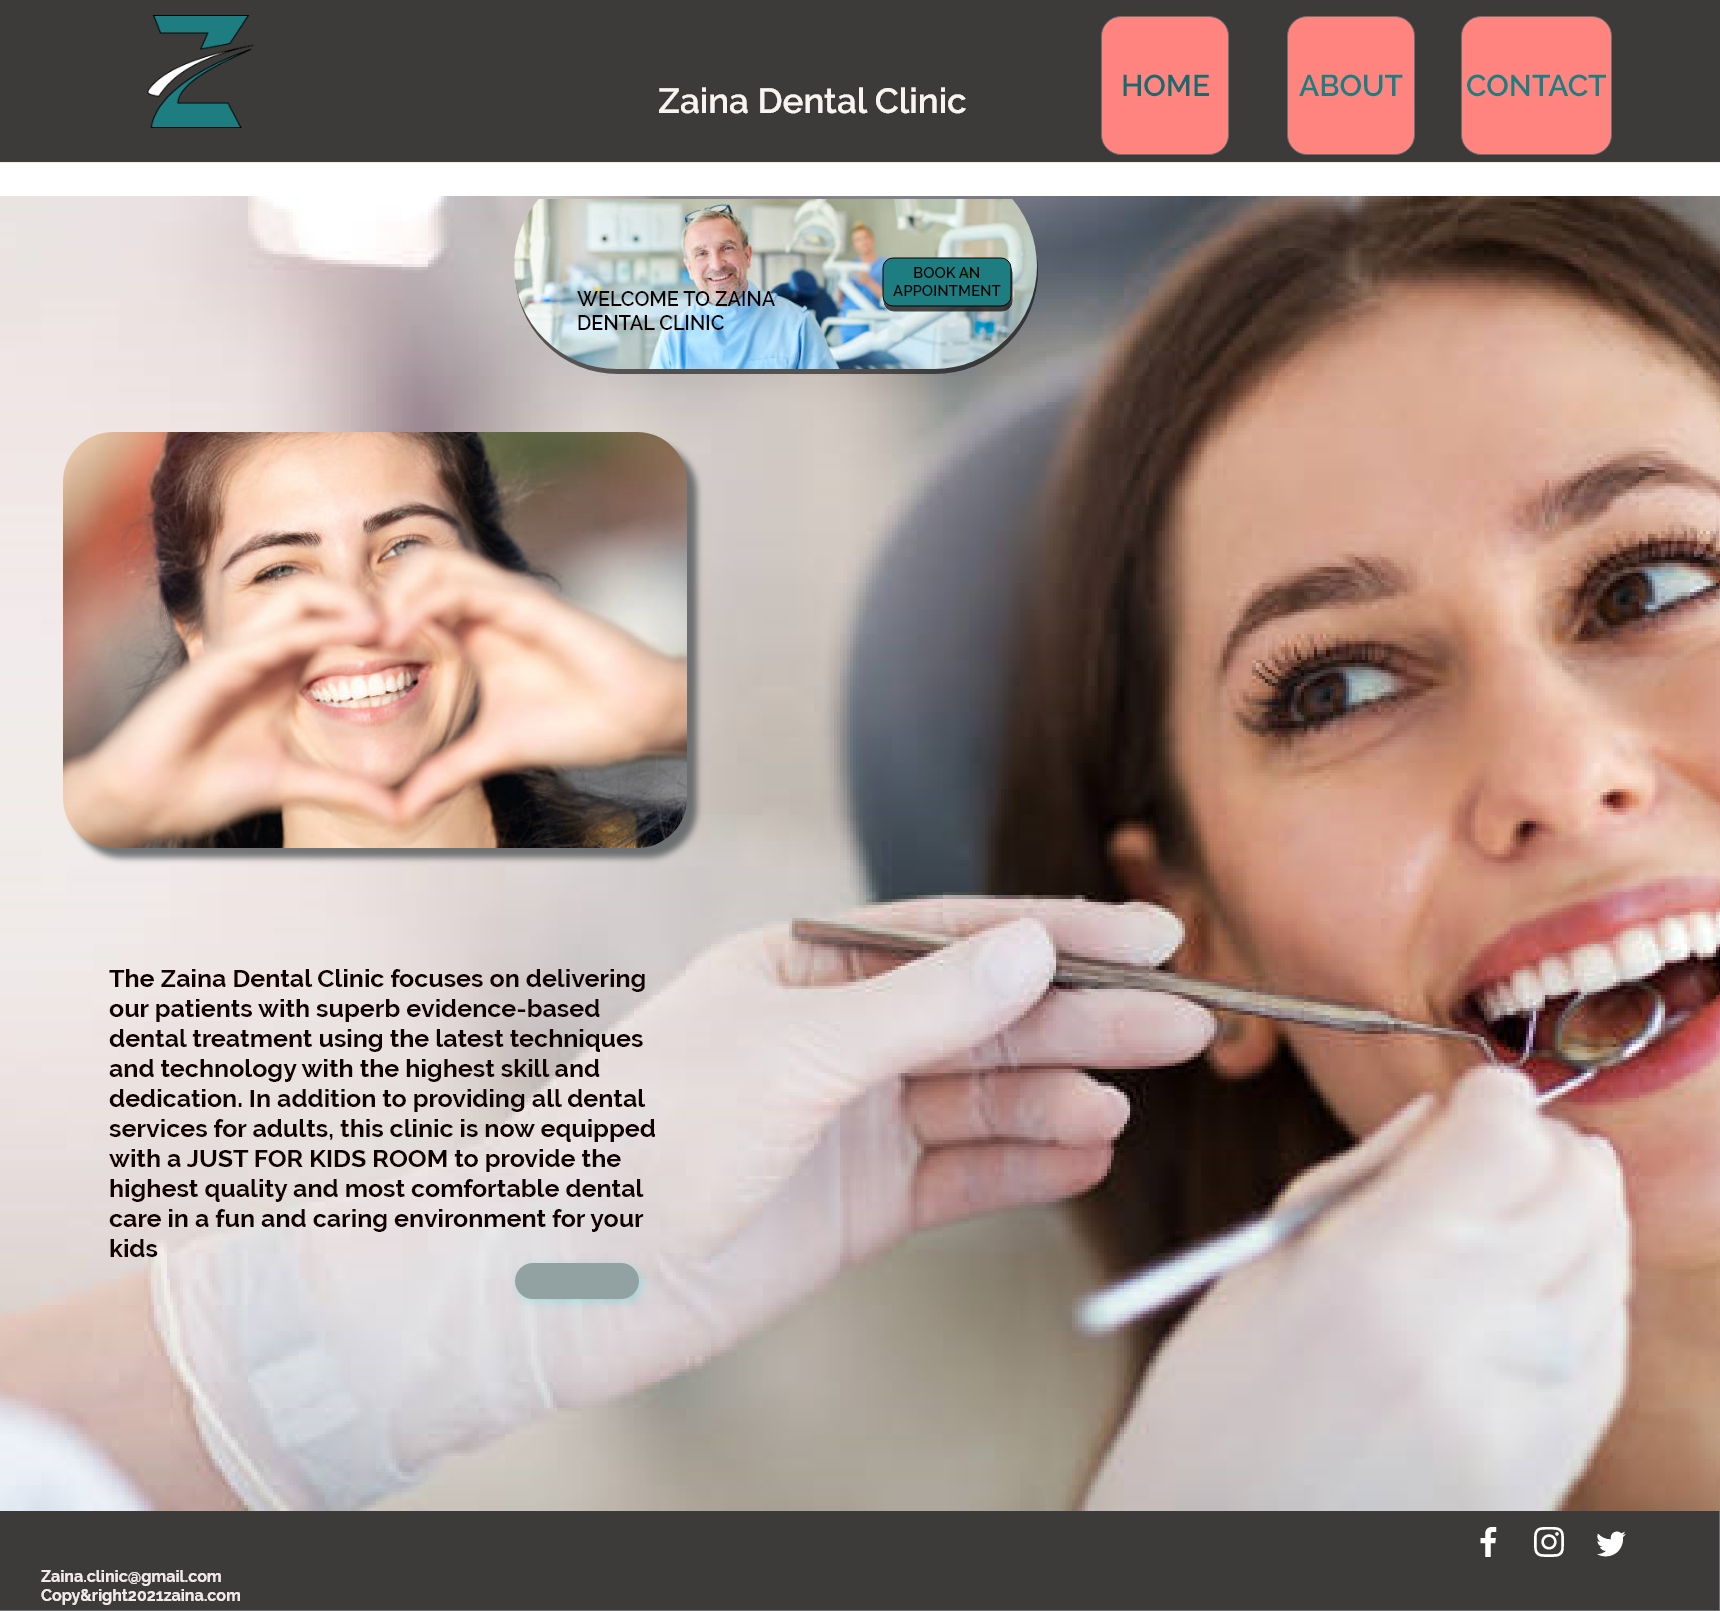 Z
Zaina Dental Clinic
HOME
ABOUT
CONTACT
WELCOME TO ZAINA
DENTAL CLINIC
BOOK AN
APPOINTMENT
The Zaina Dental Clinic focuses on delivering
our patients with superb evidence-based
dental treatment using the latest techniques
and technology with the highest skill and
dedication. In addition to providing all dental
services for adults, this clinic is now equipped
with a JUST FOR KIDS ROOM to provide the
highest quality and most comfortable dental
care in a fun and caring environment for your
kids
Zaina.clinic@gmail.com
Copy&right2021zaina.com